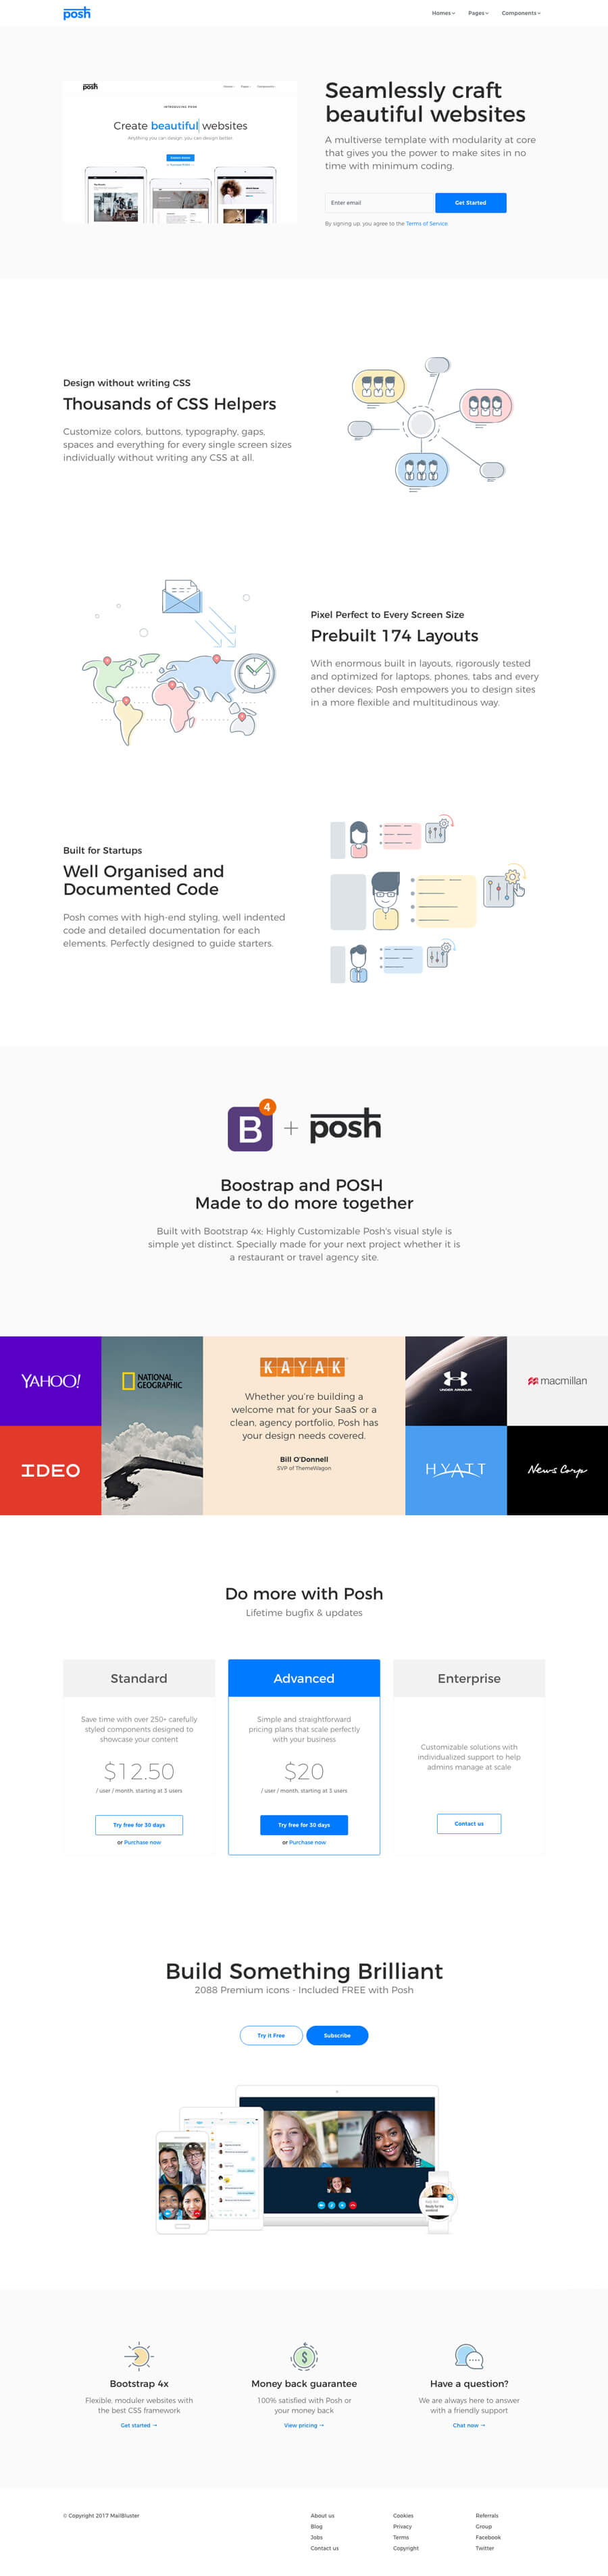 posh
Homes
Pages
Components
posh
INTRODUCING POSH
Create beautiful websites
Anything you can design, you can design better.
Seamlessly craft
beautiful websites
A multiverse template with modularity at core
that gives you the power to make sites in no
time with minimum coding.
Enter email
Get Started
By signing up, you agree to the Terms of Service.
Design without writing CSS
Thousands of CSS Helpers
Customize colors, buttons, typography, gaps,
spaces and everything for every single screen sizes
individually without writing any CSS at all.
Pixel Perfect to Every Screen Size
Prebuilt 174 Layouts
With enormous built in layouts, rigorously tested
and optimized for laptops, phones, tabs and every
other devices; Posh empowers you to design sites
in a more flexible and multitudinous way.
Built for Startups
Well Organised and
Documented Code
Posh comes with high-end styling, well indented
code and detailed documentation for each
elements. Perfectly designed to guide starters.
B 4 + posh
Boostrap and POSH
Made to do more together
Built with Bootstrap 4x; Highly Customizable Posh's visual style is
simple yet distinct. Specially made for your next project whether it is
a restaurant or travel agency site.
YAHOO!
NATIONAL
GEOGRAPHIC
KAYAK
Whether you're building a
welcome mat for your SaaS or a
clean, agency portfolio, Posh has
your design needs covered.
Bill O'Donnell
SVP of ThemeWagon
UNDER ARMOUR
macmillan
IDEO
HYATT
News Corp
Do more with Posh
Lifetime bugfix & updates
Standard
Save time with over 250+ carefully
styled components designed to
showcase your content
$12.50
/ user / month, starting at 3 users
Try free for 30 days
or Purchase now
Advanced
Simple and straightforward
pricing plans that scale perfectly
with your business
$20
/ user / month, starting at 5 users
Try free for 30 days
or Purchase now
Enterprise
Customizable solutions with
individualized support to help
admins manage at scale
Contact us
Build Something Brilliant
2088 Premium icons - Included FREE with Posh
Try it Free
Subscribe
Bootstrap 4x
Flexible, moduler websites with
the best CSS framework
Get started →
Money back guarantee
100% satisfied with Posh or
your money back
View pricing →
Have a question?
We are always here to answer
with a friendly support
Chat now →
© Copyright 2017 MailBluster
About us
Blog
Jobs
Contact us
Cookies
Privacy
Terms
Copyright
Referrals
Group
Facebook
Twitter